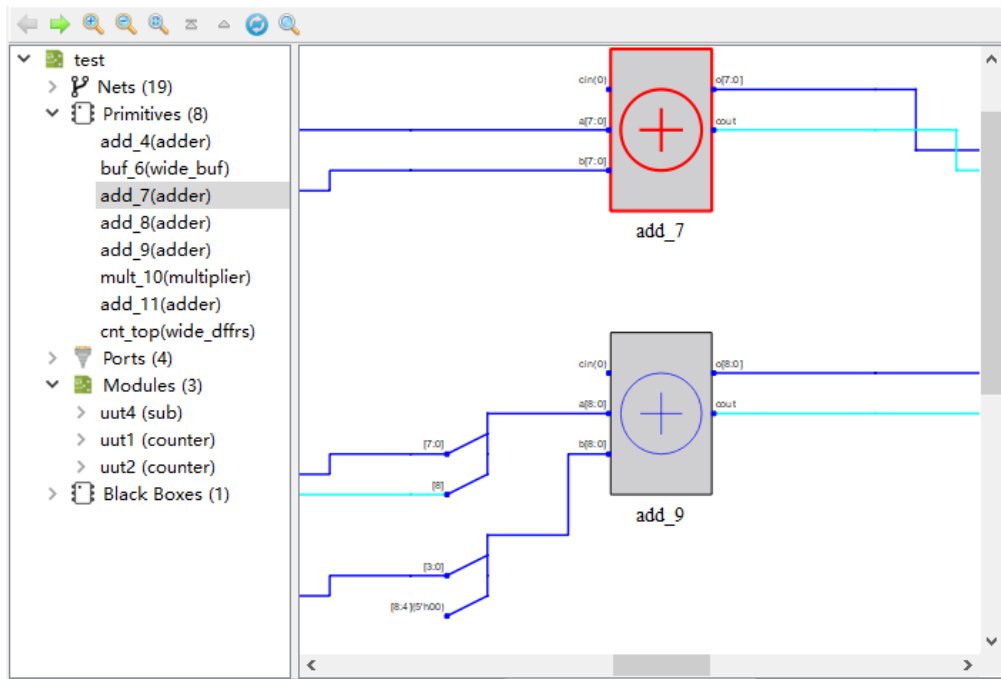 test
Nets (19)
Primitives (8)
add_4(adder)
buf_6(wide_buf)
add_7(adder)
add_8(adder)
add_9(adder)
mult_10(multiplier)
add_11(adder)
cnt_top(wide_dffrs)
Ports (4)
Modules (3)
uut4 (sub)
uut1 (counter)
uut2 (counter)
Black Boxes (1)
cin(0)
o[7:0]
a[7:0]
cout
b[7:0]
add_7
cin(0)
o[8:0]
a[8:0]
cout
b[8:0]
[7:0]
[8]
add_9
[3:0]
[8:4](5'h00)